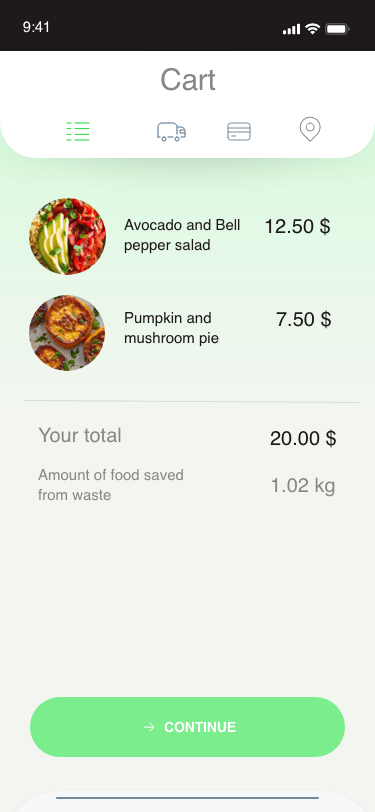 9:41
Cart
Avocado and Bell
pepper salad
12.50 $
Pumpkin and
mushroom pie
7.50 $
Your total
20.00 $
Amount of food saved
from waste
1.02 kg
CONTINUE